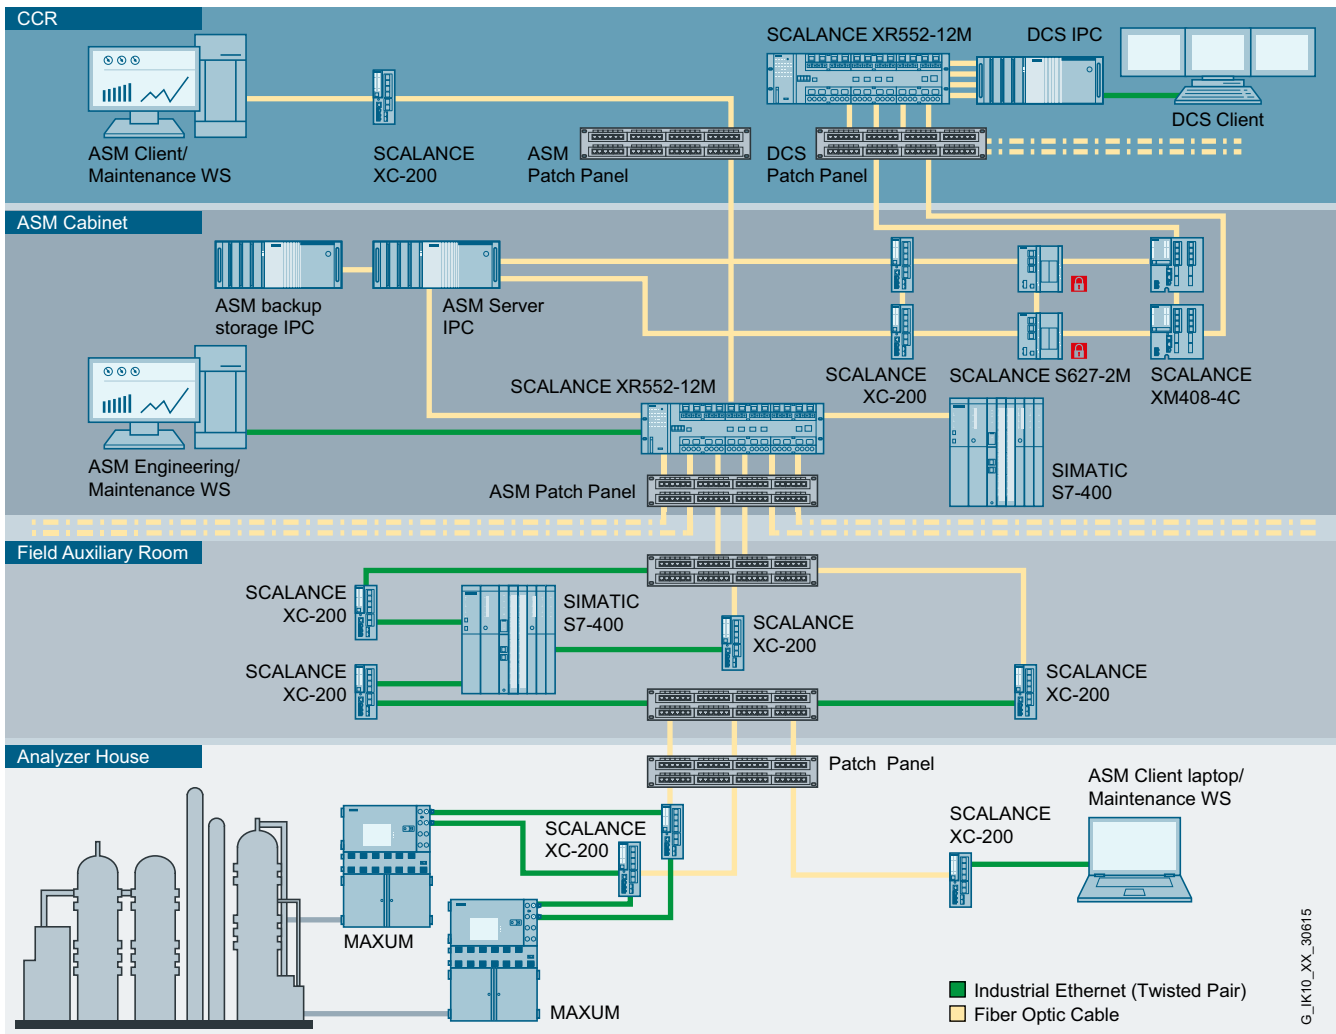 CCR
SCALANCE XR552-12M
DCS IPC
DCS Client
ASM Client/
Maintenance WS
SCALANCE
XC-200
ASM
Patch Panel
DCS
Patch Panel
ASM Cabinet
ASM backup
storage IPC
ASM Server
IPC
SCALANCE
XC-200
SCALANCE S627-2M
SCALANCE
XM408-4C
SCALANCE XR552-12M
ASM Engineering/
Maintenance WS
SIMATIC
S7-400
ASM Patch Panel
Field Auxiliary Room
SCALANCE
XC-200
SIMATIC
S7-400
SCALANCE
XC-200
SCALANCE
XC-200
SCALANCE
XC-200
Analyzer House
Patch Panel
ASM Client laptop/
Maintenance WS
SCALANCE
XC-200
SCALANCE
XC-200
MAXUM
MAXUM
Industrial Ethernet (Twisted Pair)
Fiber Optic Cable
G_IK10_XX_30615